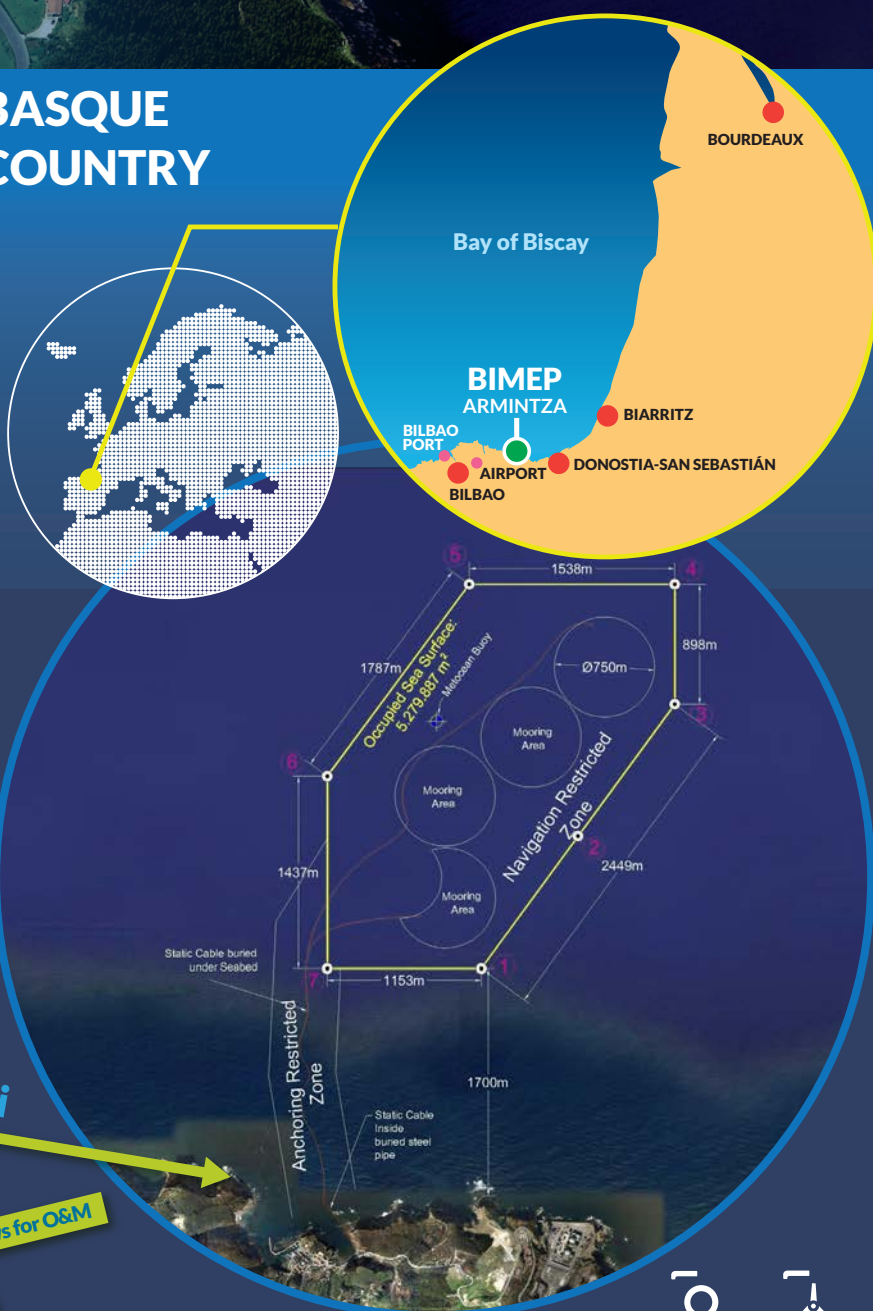 BASQUE
COUNTRY
BOURDEAUX
Bay of Biscay
BIMEP
ARMINTZA
BILBAO
PORT
BIARRITZ
AIRPORT
DONOSTIA-SAN SEBASTIÁN
BILBAO
5
1538m
4
1787m
Occupied Sea Surface:
5.279.887 m²
Metocean Buoy
Ø750m
898m
3
Mooring
Area
6
Mooring
Area
Navigation Restricted
Zone
2
2449m
1437m
Mooring
Area
Static Cable buried
under Seabed
7
1153m
1
Anchoring Restricted
Zone
1700m
Static Cable
Inside
buried steel
pipe
for O&M